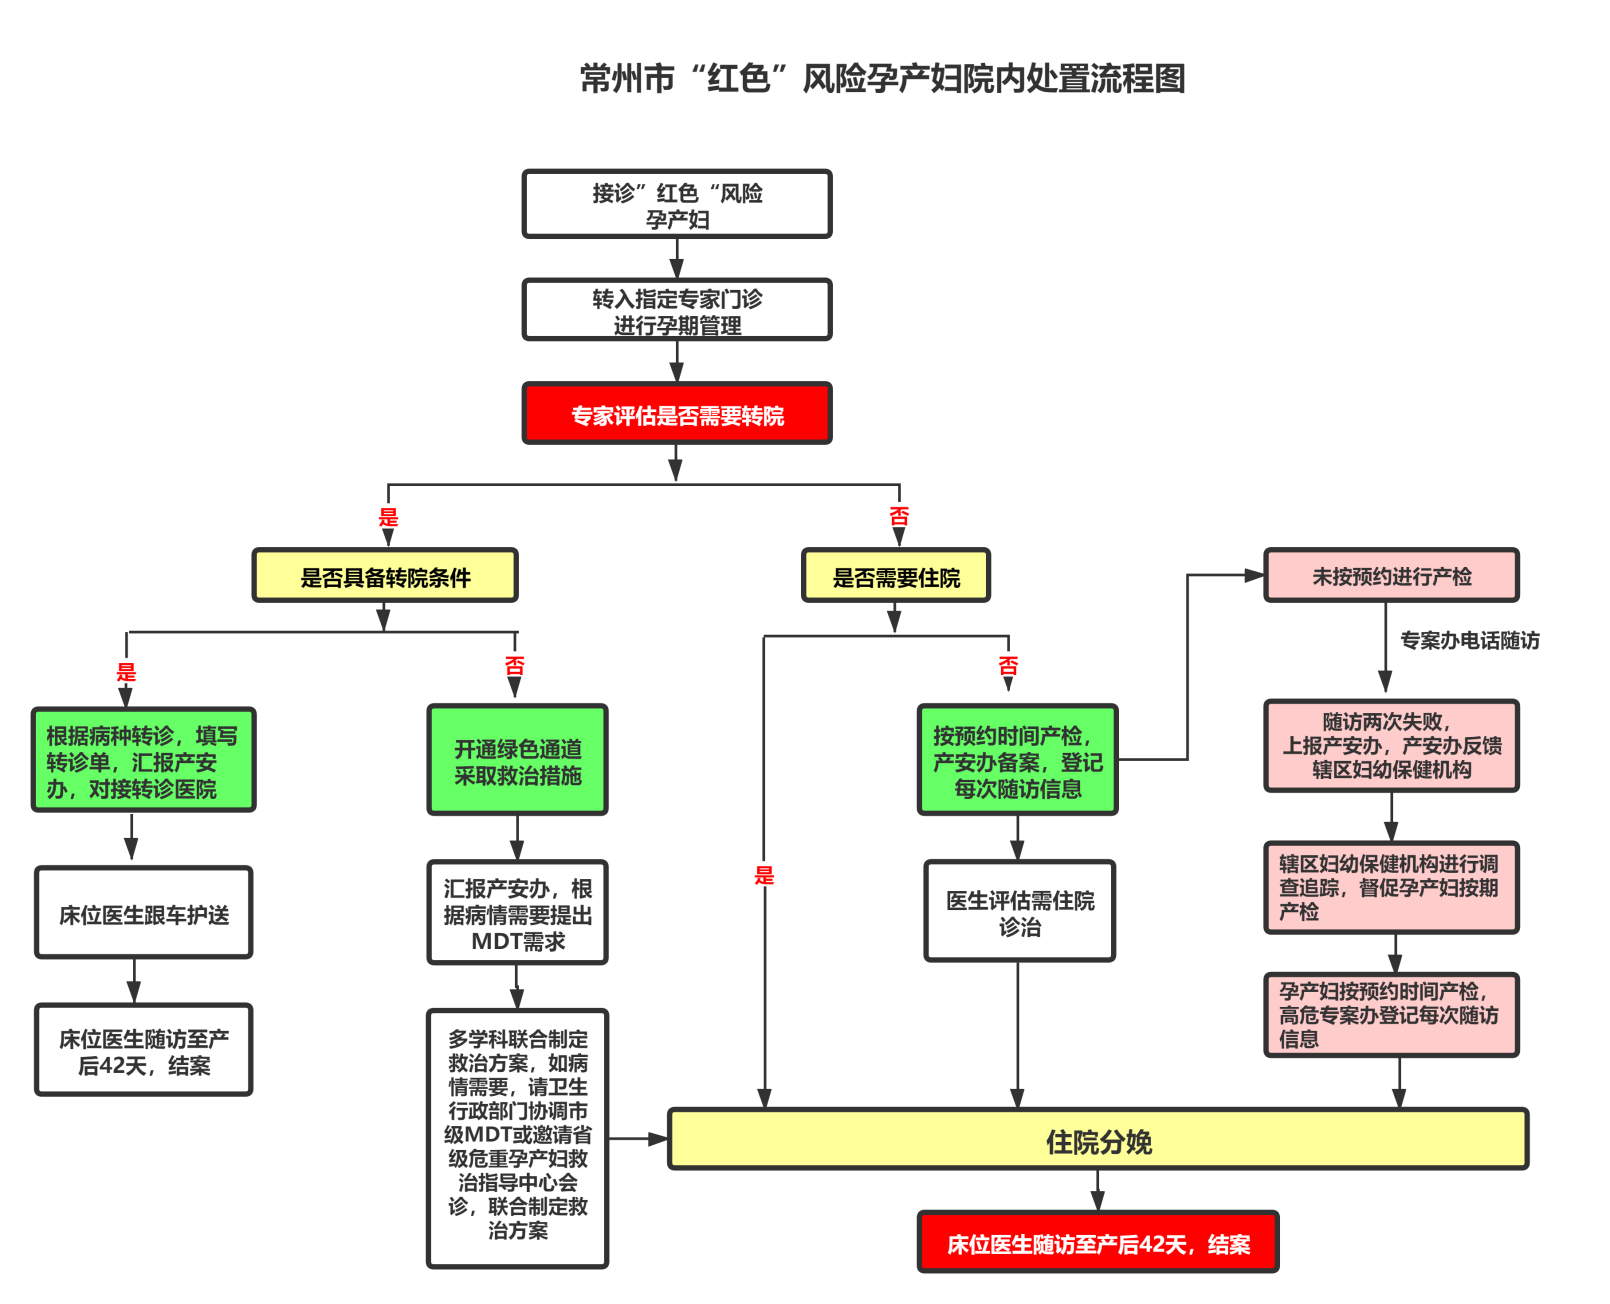 常州市“红色”风险孕产妇院内处置流程图
接诊”红色“风险
孕产妇
转入指定专家门诊
进行孕期管理
专家评估是否需要转院
是
否
是否具备转院条件
是否需要住院
未按预约进行产检
专案办电话随访
是
否
否
根据病种转诊，填写
转诊单，汇报产安
办，对接转诊医院
开通绿色通道
采取救治措施
按预约时间产检，
产安办备案，登记
每次随访信息
随访两次失败，
上报产安办，产安办反馈
辖区妇幼保健机构
是
床位医生跟车护送
汇报产安办，根
据病情需要提出
MDT需求
医生评估需住院
诊治
辖区妇幼保健机构进行调
查追踪，督促孕产妇按期
产检
床位医生随访至产
后42天，结案
多学科联合制定
救治方案，如病
情需要，请卫生
行政部门协调市
级MDT或邀请省
级危重孕产妇救
治指导中心会
诊，联合制定救
治方案
孕产妇按预约时间产检，
高危专案办登记每次随访
信息
住院分娩
床位医生随访至产后42天，结案